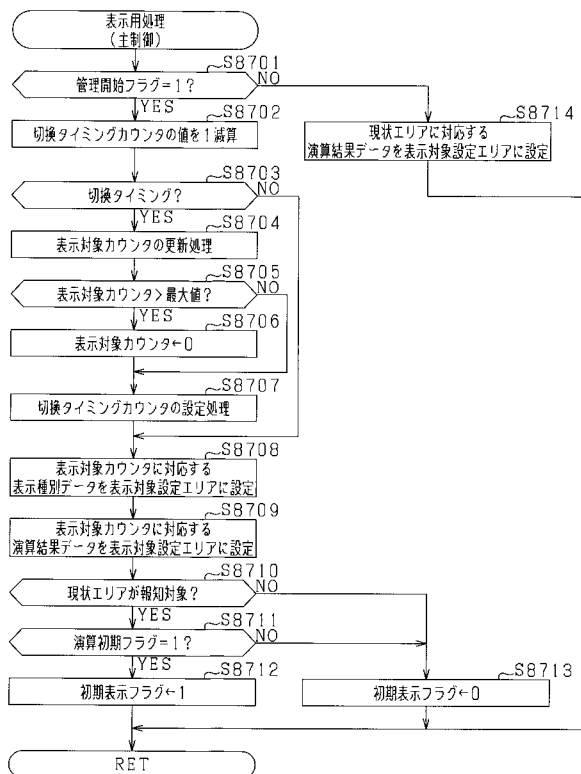 表示用処理
(主制御)
S8701
管理開始フラグ=1?
NO
YES
S8702
切換タイミングカウンタの値を1減算
S8714
現状エリアに対応する
演算結果データを表示対象設定エリアに設定
S8703
切換タイミング?
NO
YES
S8704
表示対象カウンタの更新処理
S8705
表示対象カウンタ>最大値?
NO
YES
S8706
表示対象カウンタ←0
S8707
切換タイミングカウンタの設定処理
S8708
表示対象カウンタに対応する
表示種別データを表示対象設定エリアに設定
S8709
表示対象カウンタに対応する
演算結果データを表示対象設定エリアに設定
S8710
現状エリアが報知対象?
NO
YES
S8711
演算初期フラグ=1?
NO
YES
S8712
初期表示フラグ←1
S8713
初期表示フラグ←0
RET